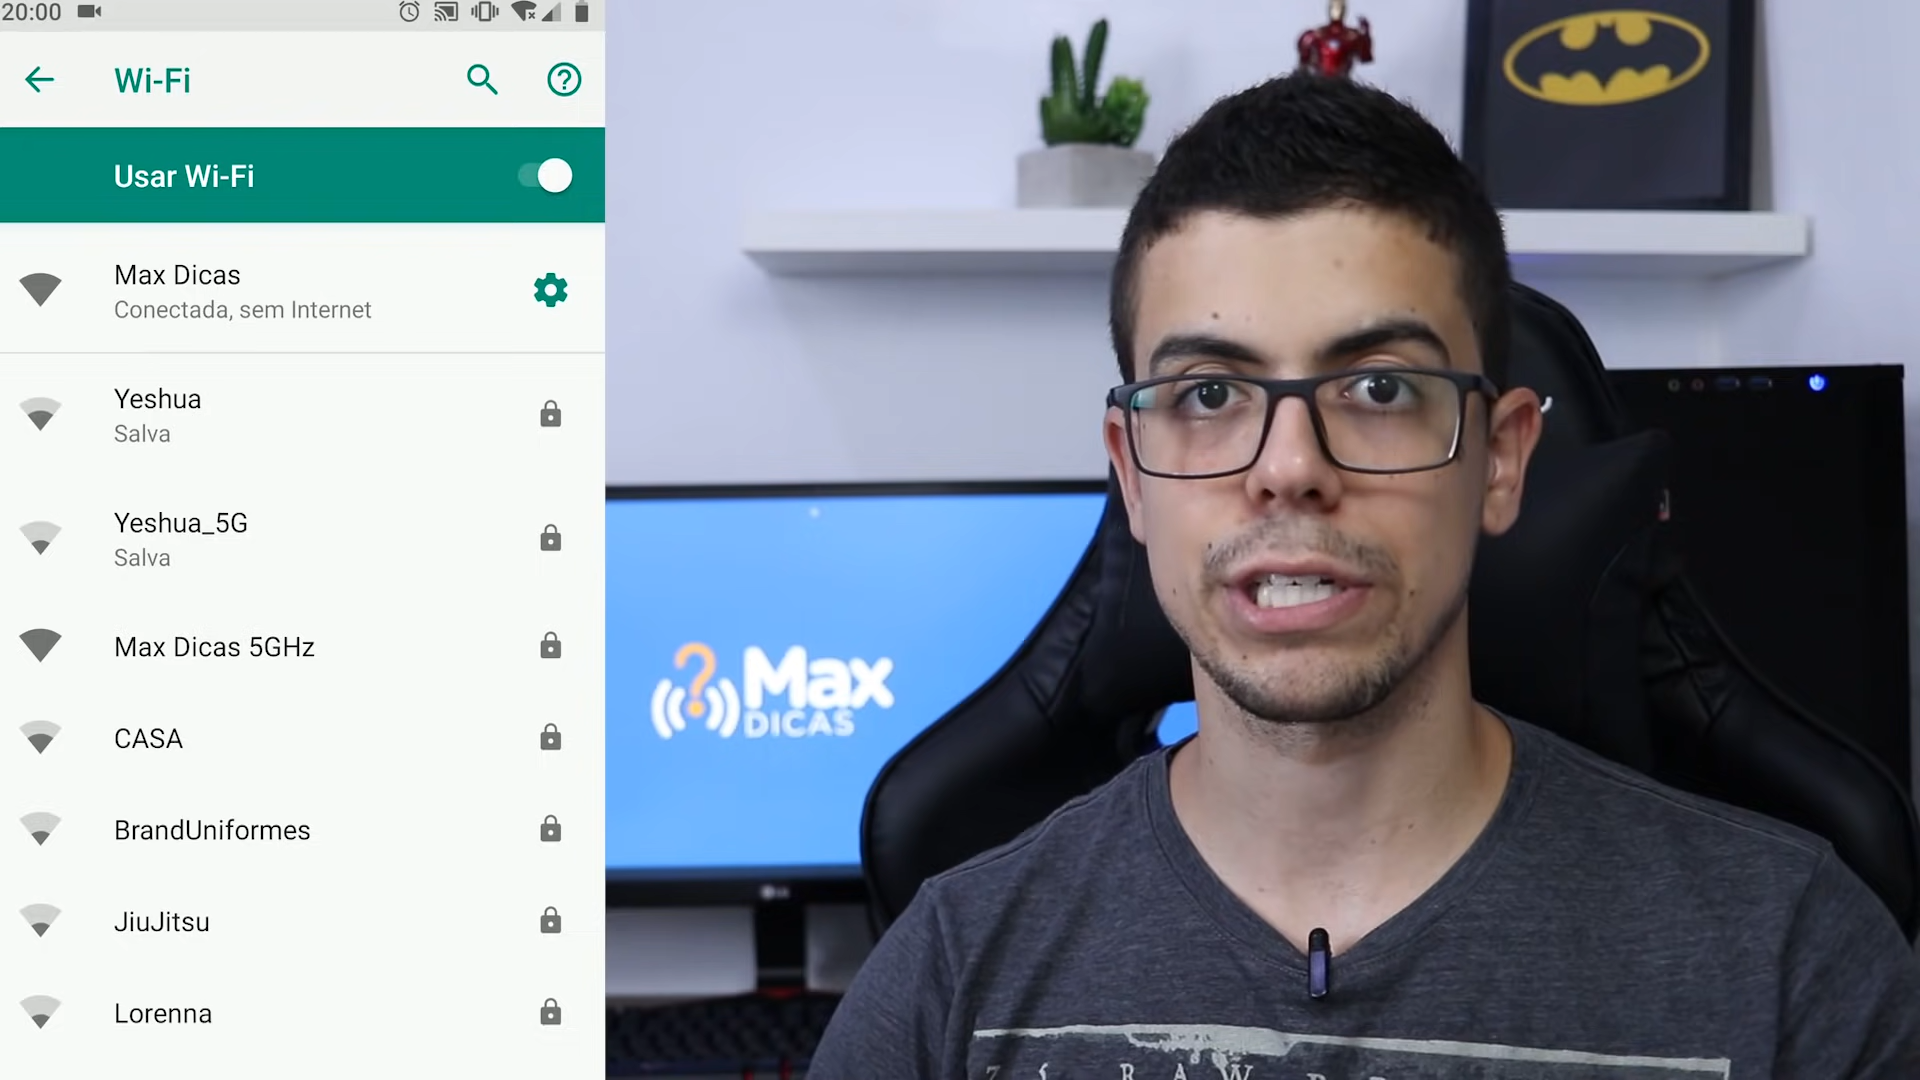 20:00
Wi-Fi
Usar Wi-Fi
Max Dicas
Conectada, sem Internet
Yeshua
Salva
Yeshua_5G
Salva
Max Dicas 5GHz
CASA
BrandUniformes
JiuJitsu
Lorenna
Max
DICAS